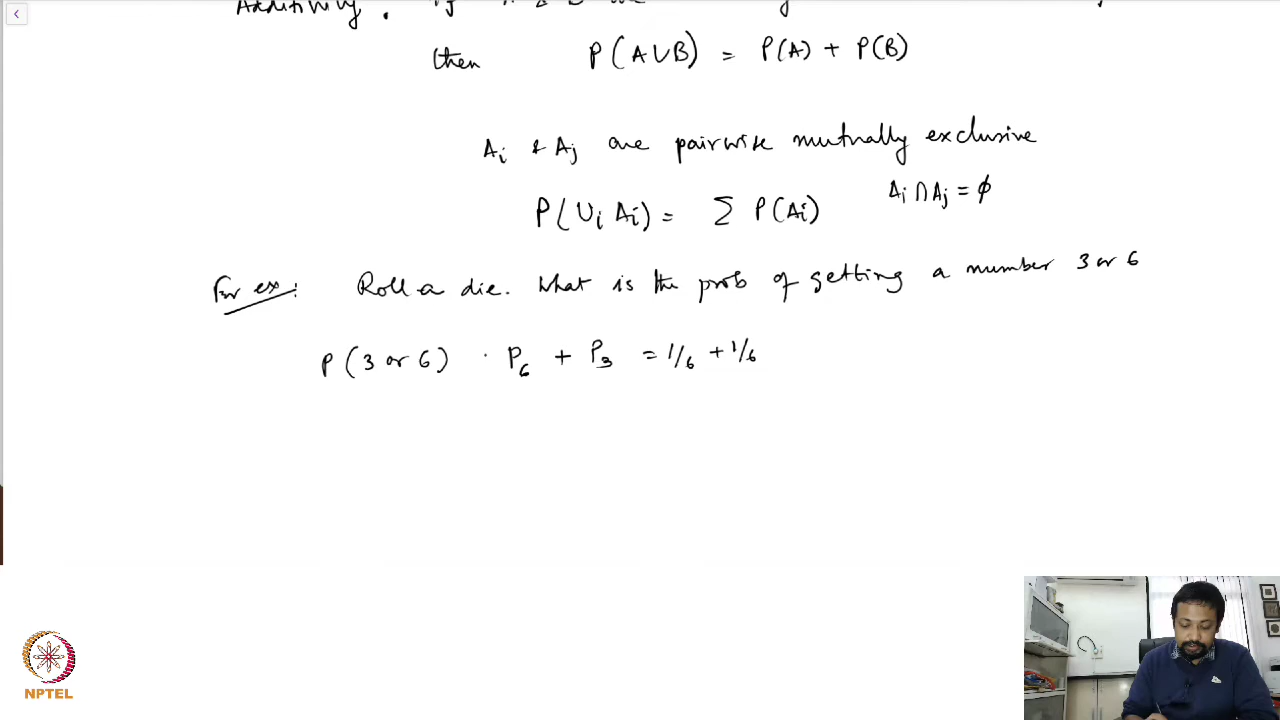 Additivity.
then P(A∪B) = P(A) + P(B)
Ai & Aj are pairwise mutually exclusive
Ai ∩ Aj = ϕ
P(∪i Ai) = Σ P(Ai)
For ex: Roll a die. What is the prob of getting a number 3 or 6
P(3 or 6) · P6 + P3 = 1/6 + 1/6
NPTEL